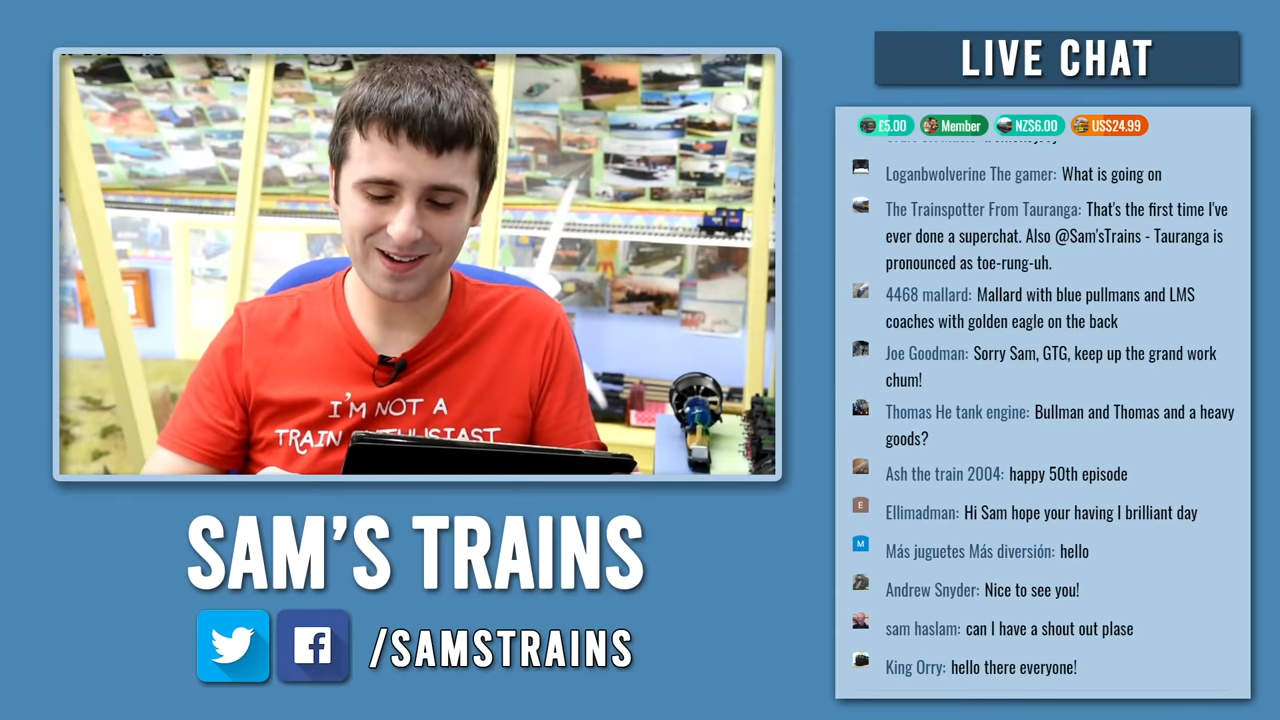 LIVE CHAT
£5.00 Member NZ$6.00 US$24.99
Loganbwolverine The gamer: What is going on
The Trainspotter From Tauranga: That's the first time I've
ever done a superchat. Also @Sam'sTrains - Tauranga is
pronounced as toe-rung-uh.
4468 mallard: Mallard with blue pullmans and LMS
coaches with golden eagle on the back
Joe Goodman: Sorry Sam, GTG, keep up the grand work
chum!
Thomas He tank engine: Bullman and Thomas and a heavy
goods?
Ash the train 2004: happy 50th episode
E
Ellimadman: Hi Sam hope your having I brilliant day
M
Más juguetes Más diversión: hello
Andrew Snyder: Nice to see you!
sam haslam: can I have a shout out plase
King Orry: hello there everyone!
I'M NOT A
TRAIN ENTHUSIAST
SAM'S TRAINS
/SAMSTRAINS